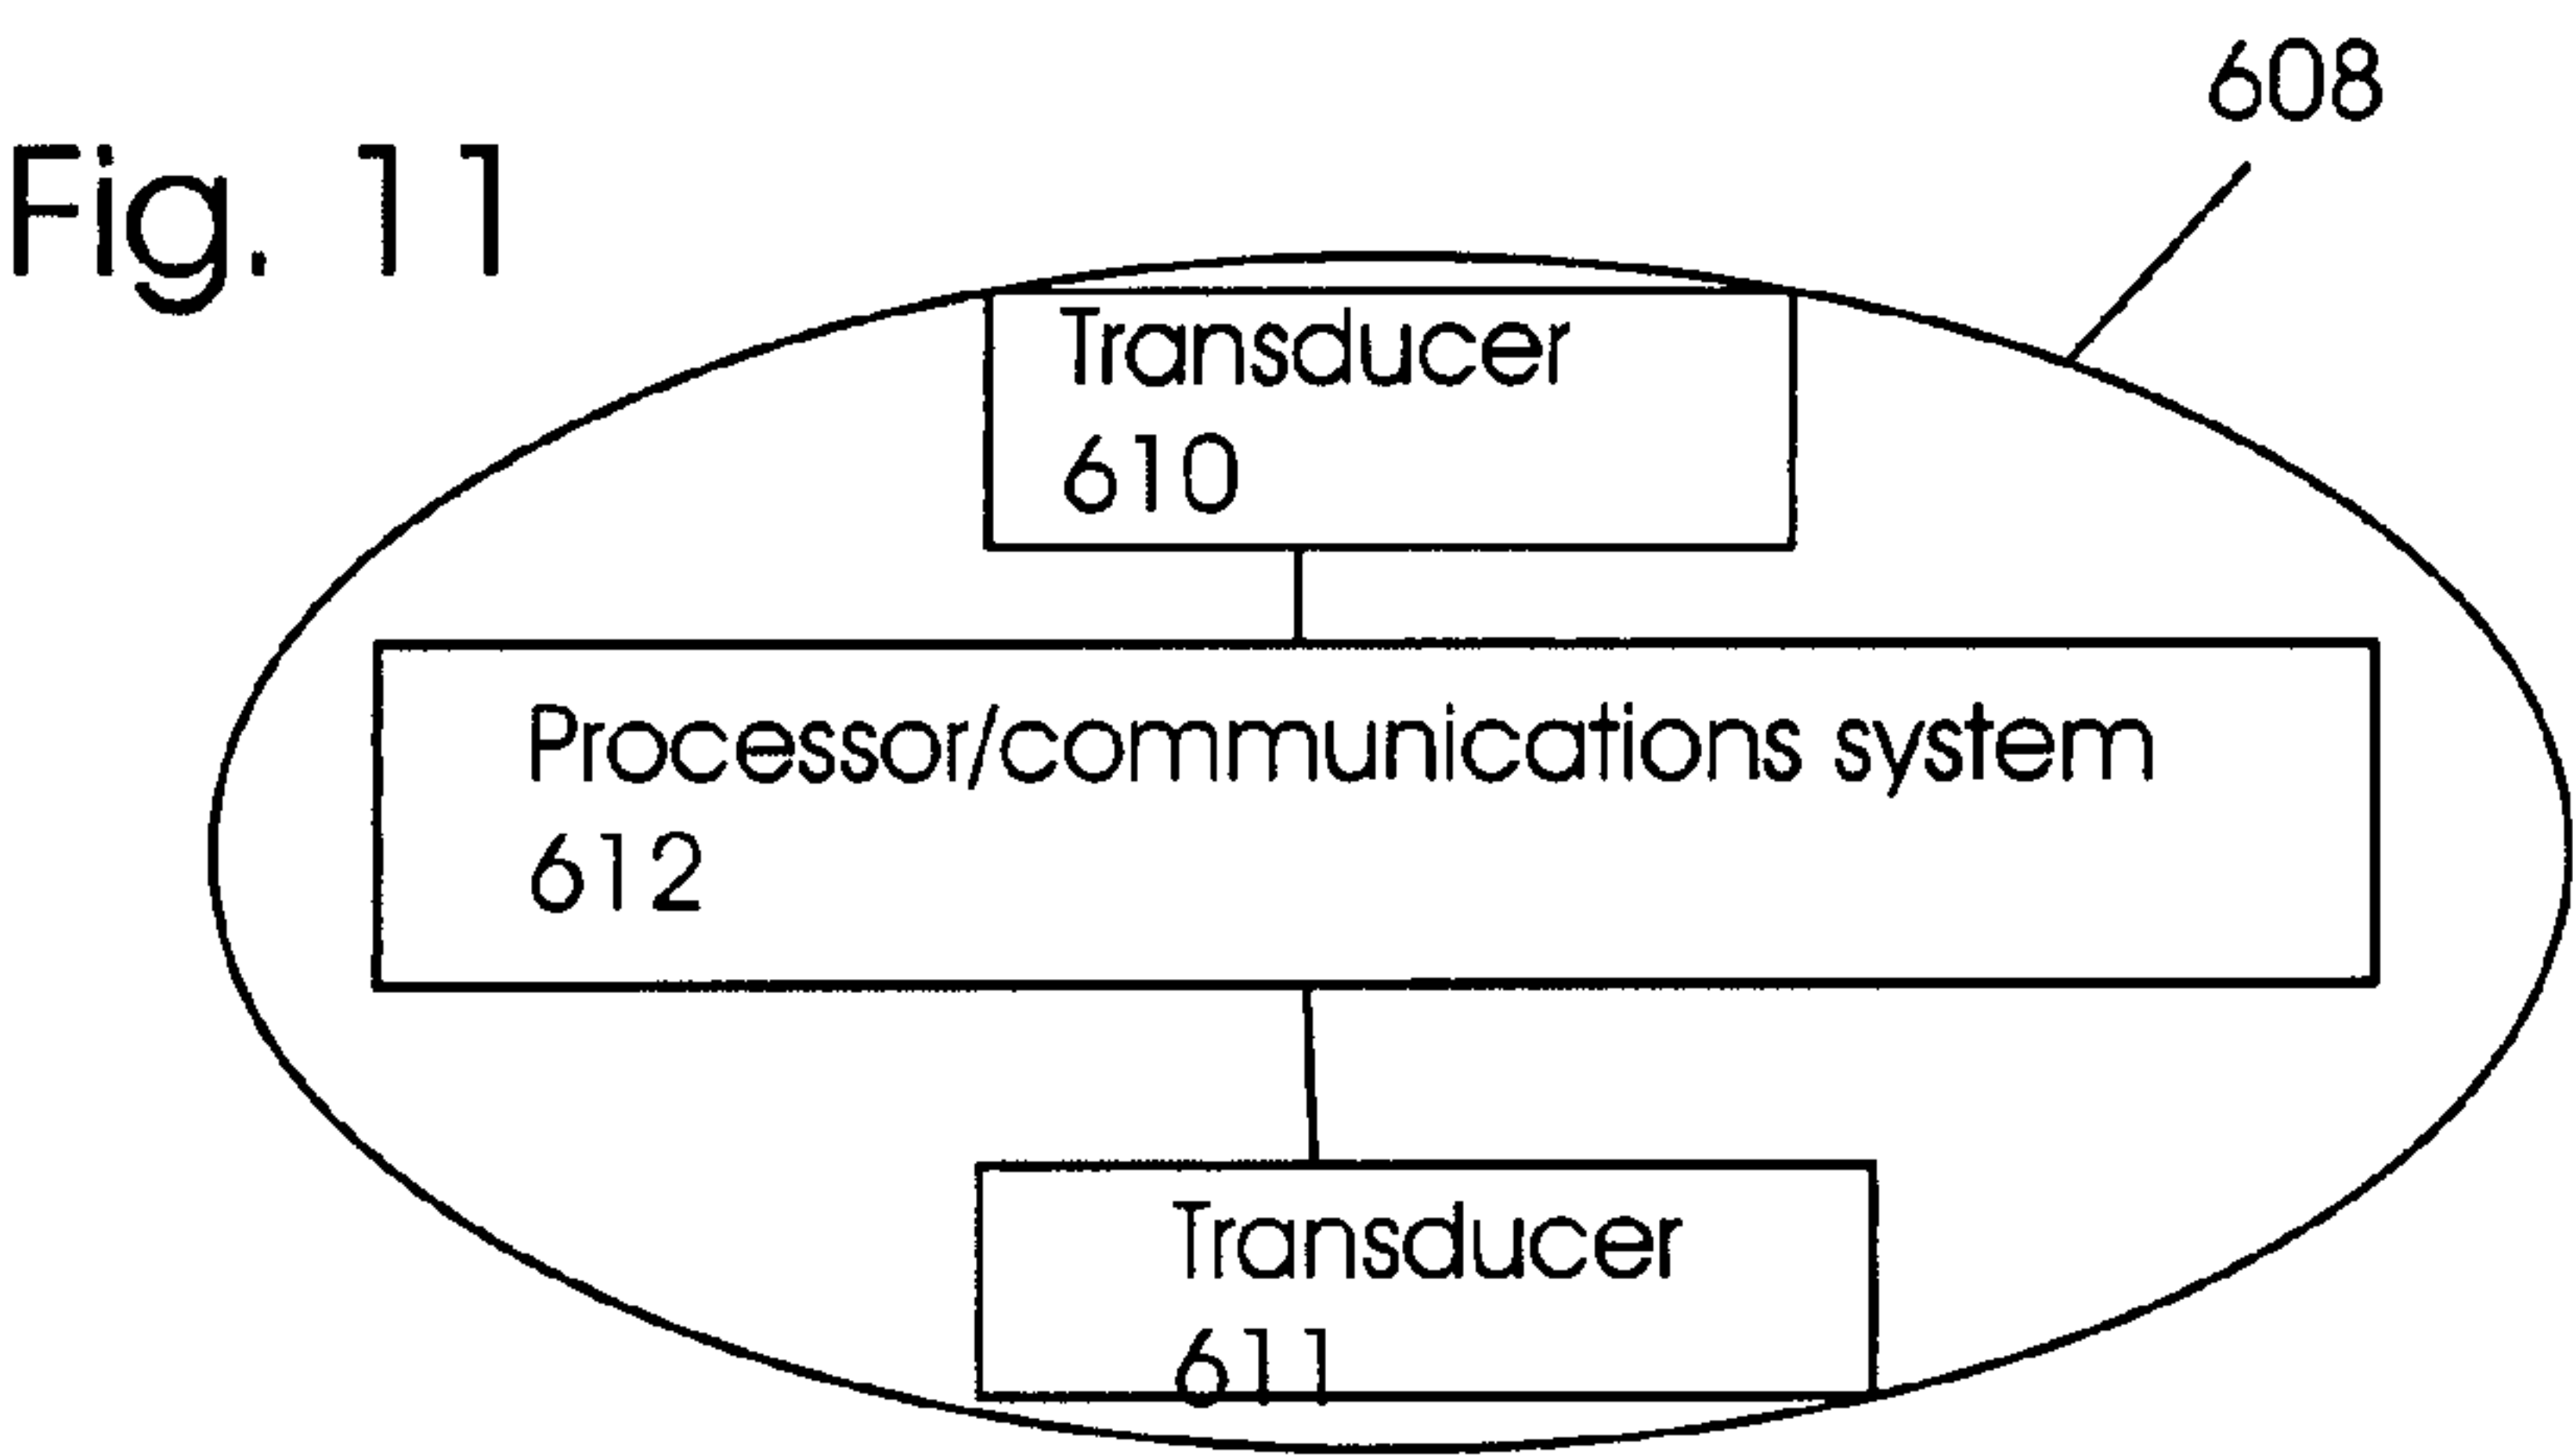 Fig. 11
608
Transducer
610
Processor/communications system
612
Transducer
611